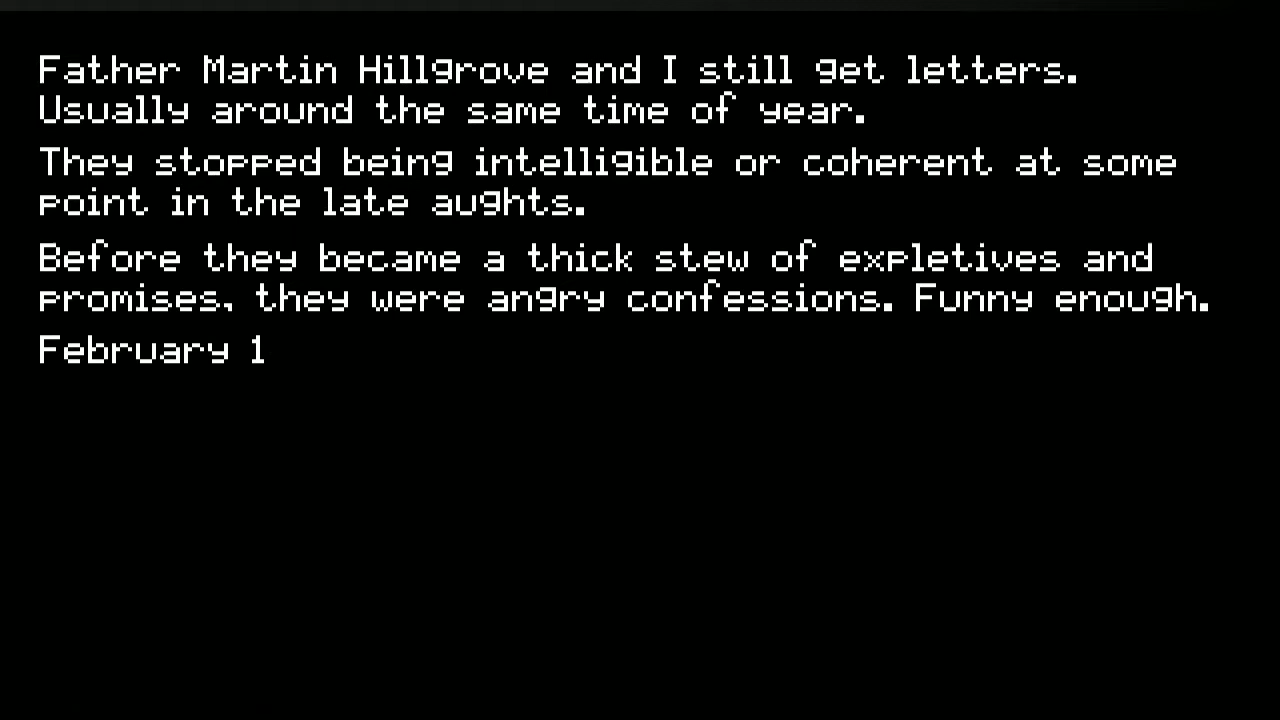 Father Martin Hillgrove and I still get letters.
Usually around the same time of year.
They stopped being intelligible or coherent at some
point in the late aughts.
Before they became a thick stew of expletives and
promises, they were angry confessions. Funny enough.
February 1